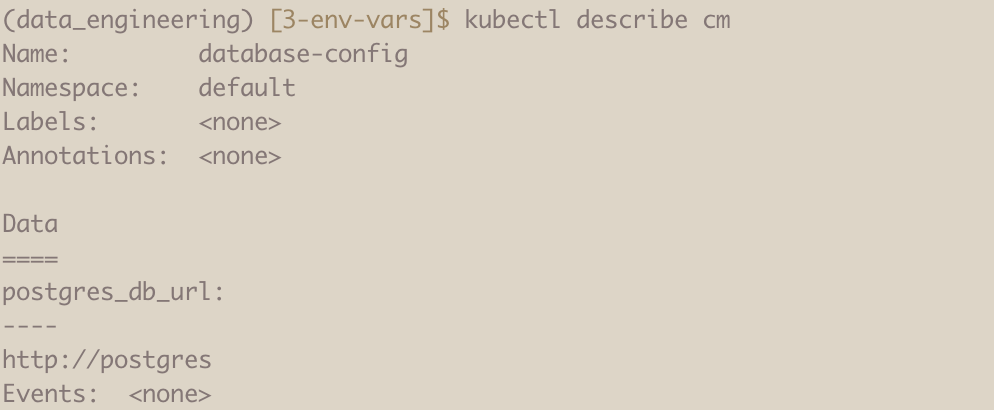 (data_engineering) [3-env-vars]$ kubectl describe cm
Name:         database-config
Namespace:    default
Labels:       <none>
Annotations:  <none>

Data
====
postgres_db_url:
----
http://postgres
Events:  <none>